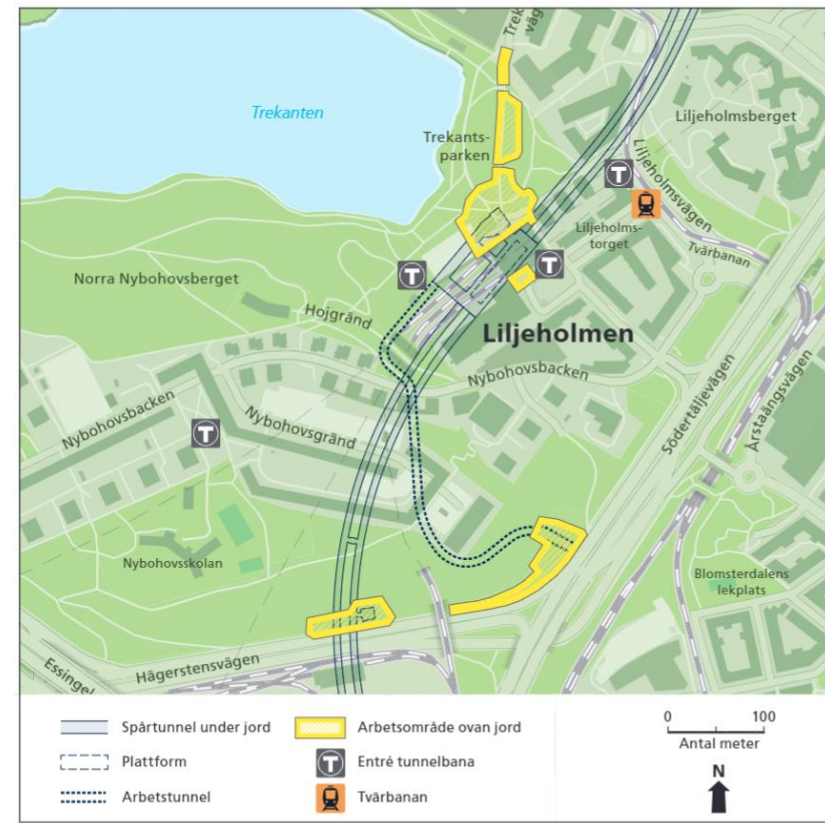 Trekanten
Trekants-
parken
Liljeholmsberget
Liljeholmsvägen
Liljeholms-
torget
Tvärbanan
Norra Nybohovsberget
Hojgränd
Liljeholmen
Nybohovsbacken
Nybohovsbacken
Nybohovsgränd
Södertäljevägen
Årstaängsvägen
Nybohovsskolan
Blomsterdalens
lekplats
Hägerstensvägen
Spårtunnel under jord
Plattform
Arbetstunnel
Arbetsområde ovan jord
T Entré tunnelbana
Tvärbanan
0 100
Antal meter
N